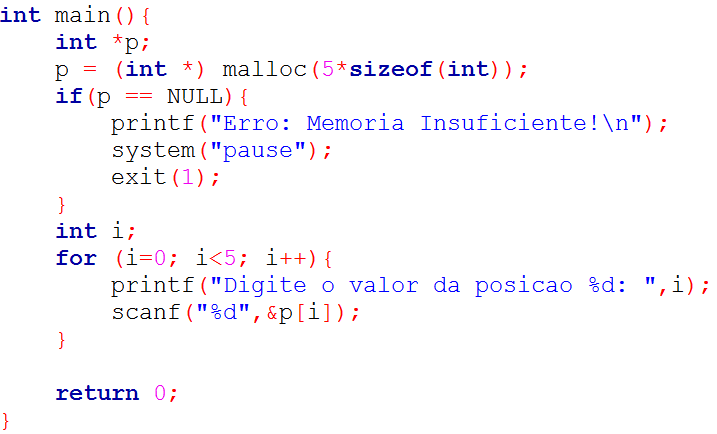 int main(){
    int *p;
    p = (int *) malloc(5*sizeof(int));
    if(p == NULL){
        printf("Erro: Memoria Insuficiente!\n");
        system("pause");
        exit(1);
    }
    int i;
    for (i=0; i<5; i++){
        printf("Digite o valor da posicao %d: ",i);
        scanf("%d",&p[i]);
    }

    return 0;
}